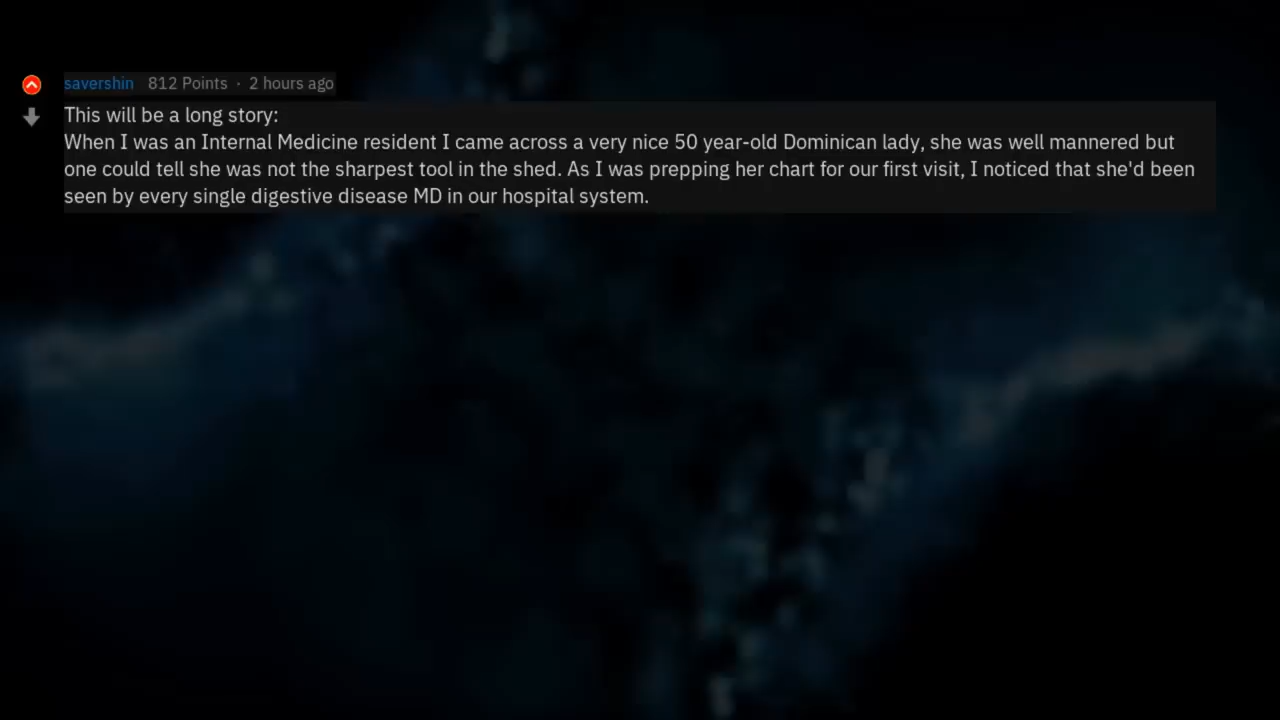 savershin 812 Points · 2 hours ago
This will be a long story:
When I was an Internal Medicine resident I came across a very nice 50 year-old Dominican lady, she was well mannered but
one could tell she was not the sharpest tool in the shed. As I was prepping her chart for our first visit, I noticed that she'd been
seen by every single digestive disease MD in our hospital system.